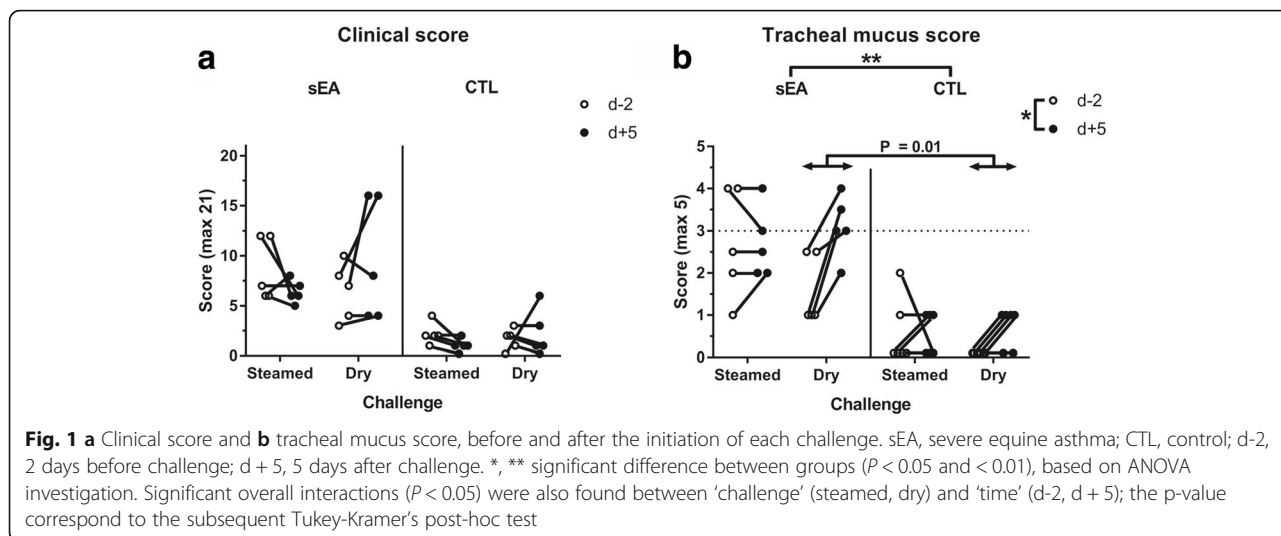 Clinical score
a
sEA
CTL
d-2
d+5
20
15
10
5
0
Score (max 21)
Steamed
Dry
Steamed
Dry
Challenge
Tracheal mucus score
b
**
sEA
CTL
d-2
*
d+5
P = 0.01
5
4
3
2
1
0
Score (max 5)
Steamed
Dry
Steamed
Dry
Challenge
Fig. 1 a Clinical score and b tracheal mucus score, before and after the initiation of each challenge. sEA, severe equine asthma; CTL, control; d-2,
2 days before challenge; d + 5, 5 days after challenge. *, ** significant difference between groups (P < 0.05 and < 0.01), based on ANOVA
investigation. Significant overall interactions (P < 0.05) were also found between ‘challenge’ (steamed, dry) and ‘time’ (d-2, d + 5); the p-value
correspond to the subsequent Tukey-Kramer’s post-hoc test